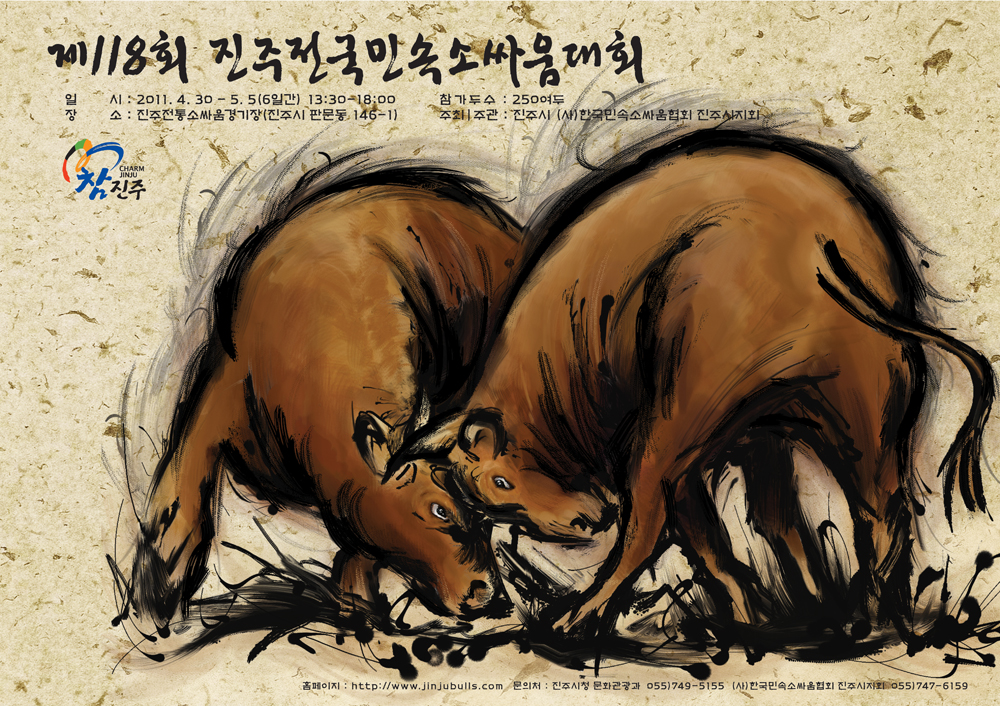 제118회 진주전국민속소싸움대회
일 시 : 2011. 4. 30 - 5. 5(6일간) 13:30-18:00 참가두수 : 250여두
장 소 : 진주전통소싸움경기장(진주시 판문동 146-1) 주최|주관 : 진주시 (사)한국민속소싸움협회 진주시지회
CHARM
JINJU
참진주
홈페이지 : http://www.jinjubulls.com 문의처 : 진주시청 문화관광과 055)749-5155 (사)한국민속소싸움협회 진주시지회 055)747-6159